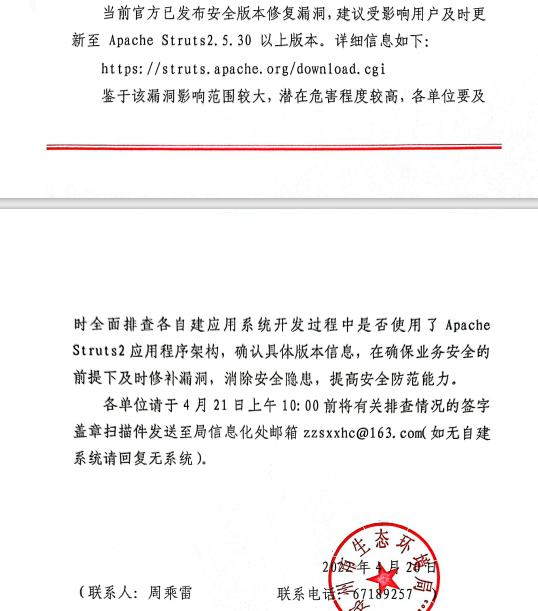 当前官方已发布安全版本修复漏洞，建议受影响用户及时更
新至 Apache Struts2.5.30 以上版本。详细信息如下：
https://struts.apache.org/download.cgi
鉴于该漏洞影响范围较大，潜在危害程度较高，各单位要及
时全面排查各自建应用系统开发过程中是否使用了 Apache
Struts2 应用程序架构，确认具体版本信息，在确保业务安全的
前提下及时修补漏洞，消除安全隐患，提高安全防范能力。
各单位请于 4 月 21 日上午 10:00 前将有关排查情况的签字
盖章扫描件发送至局信息化处邮箱 zzsxxhc@163.com(如无自建
系统请回复无系统)。
州市生态环境局
年 4 月 20 日
（联系人：周乘雷 联系电话：67189257 ）